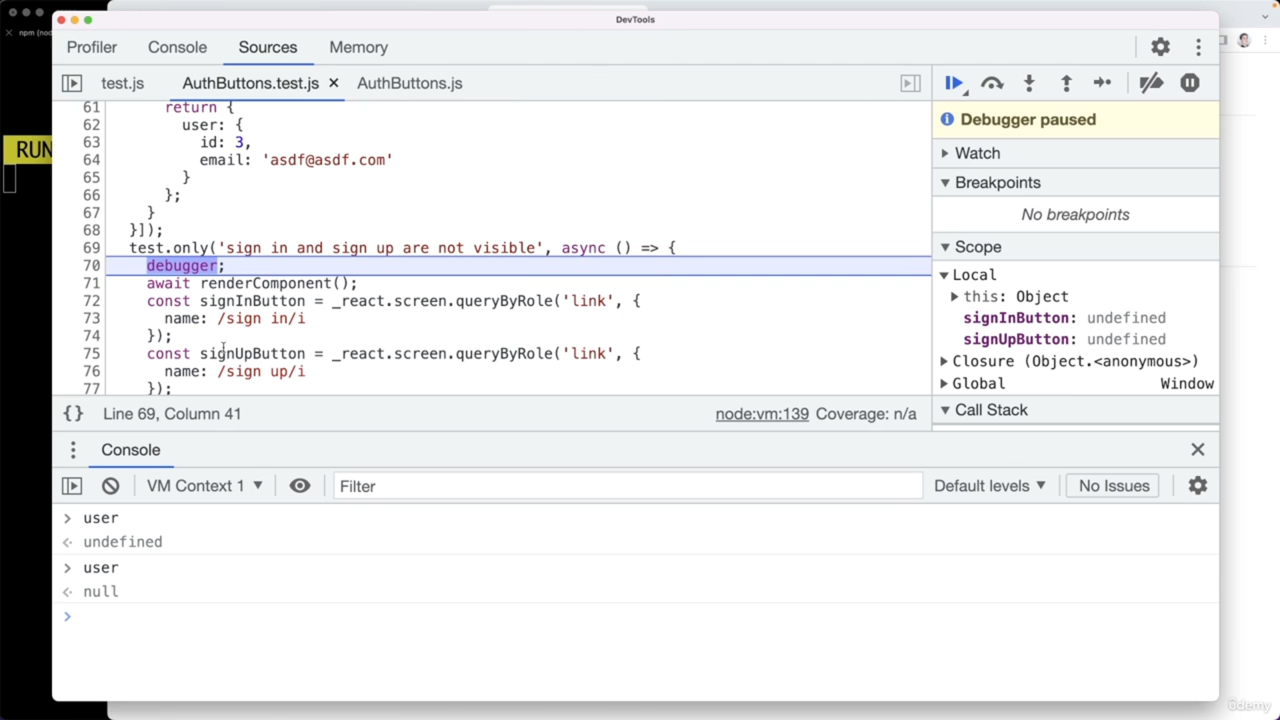 DevTools
npm (nod
Profiler Console Sources Memory
test.js AuthButtons.test.js × AuthButtons.js
RUN
61 return {
62 user: {
63 id: 3,
64 email: 'asdf@asdf.com'
65 }
66 };
67 }
68 }]);
69 test.only('sign in and sign up are not visible', async () => {
70 debugger;
71 await renderComponent();
72 const signInButton = _react.screen.queryByRole('link', {
73 name: /sign in/i
74 });
75 const signUpButton = _react.screen.queryByRole('link', {
76 name: /sign up/i
77 });
{} Line 69, Column 41 node:vm:139 Coverage: n/a
Debugger paused
Watch
Breakpoints
No breakpoints
Scope
Local
this: Object
signInButton: undefined
signUpButton: undefined
Closure (Object.<anonymous>)
Global Window
Call Stack
Console
VM Context 1 Filter Default levels No Issues
> user
undefined
> user
null
>
ûdemy